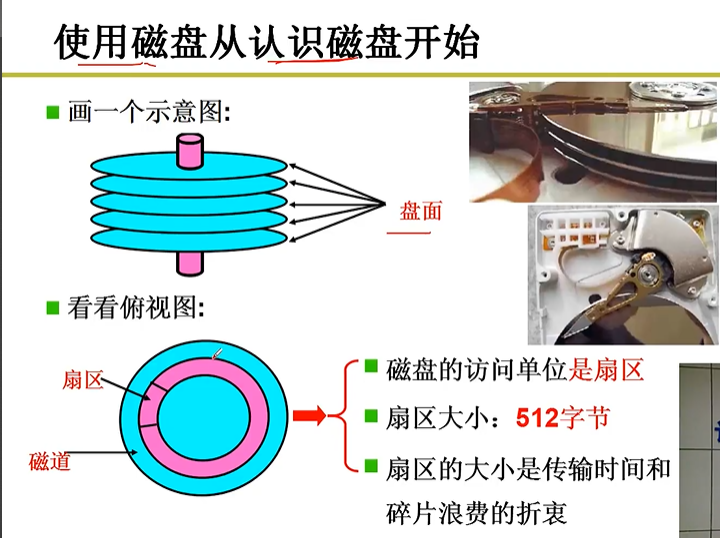 使用磁盘从认识磁盘开始
画一个示意图:
盘面
看看俯视图:
扇区
磁道
磁盘的访问单位是扇区
扇区大小：512字节
扇区的大小是传输时间和
碎片浪费的折衷